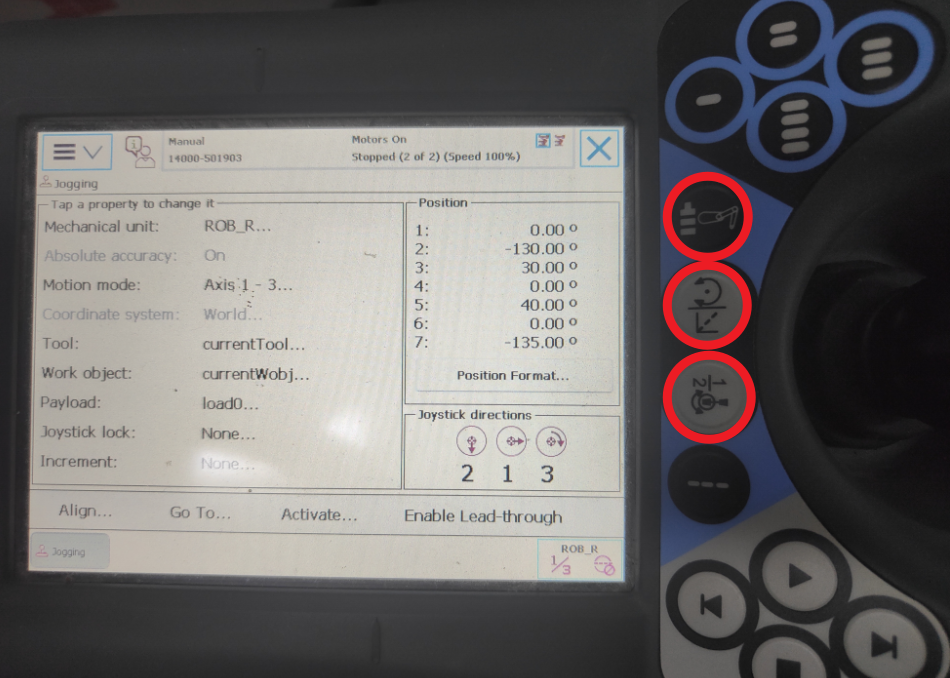 Manual
14000-501903
Motors On
Stopped (2 of 2) (Speed 100%)
Jogging
Tap a property to change it
Mechanical unit: ROB_R...
Absolute accuracy: On
Motion mode: Axis 1 - 3...
Coordinate system: World...
Tool: currentTool...
Work object: currentWobj...
Payload: load0...
Joystick lock: None...
Increment: None...
Position
1: 0.00 º
2: -130.00 º
3: 30.00 º
4: 0.00 º
5: 40.00 º
6: 0.00 º
7: -135.00 º
Position Format...
Joystick directions
2 1 3
Align... Go To... Activate... Enable Lead-through
Jogging
ROB_R
1/3
1/2